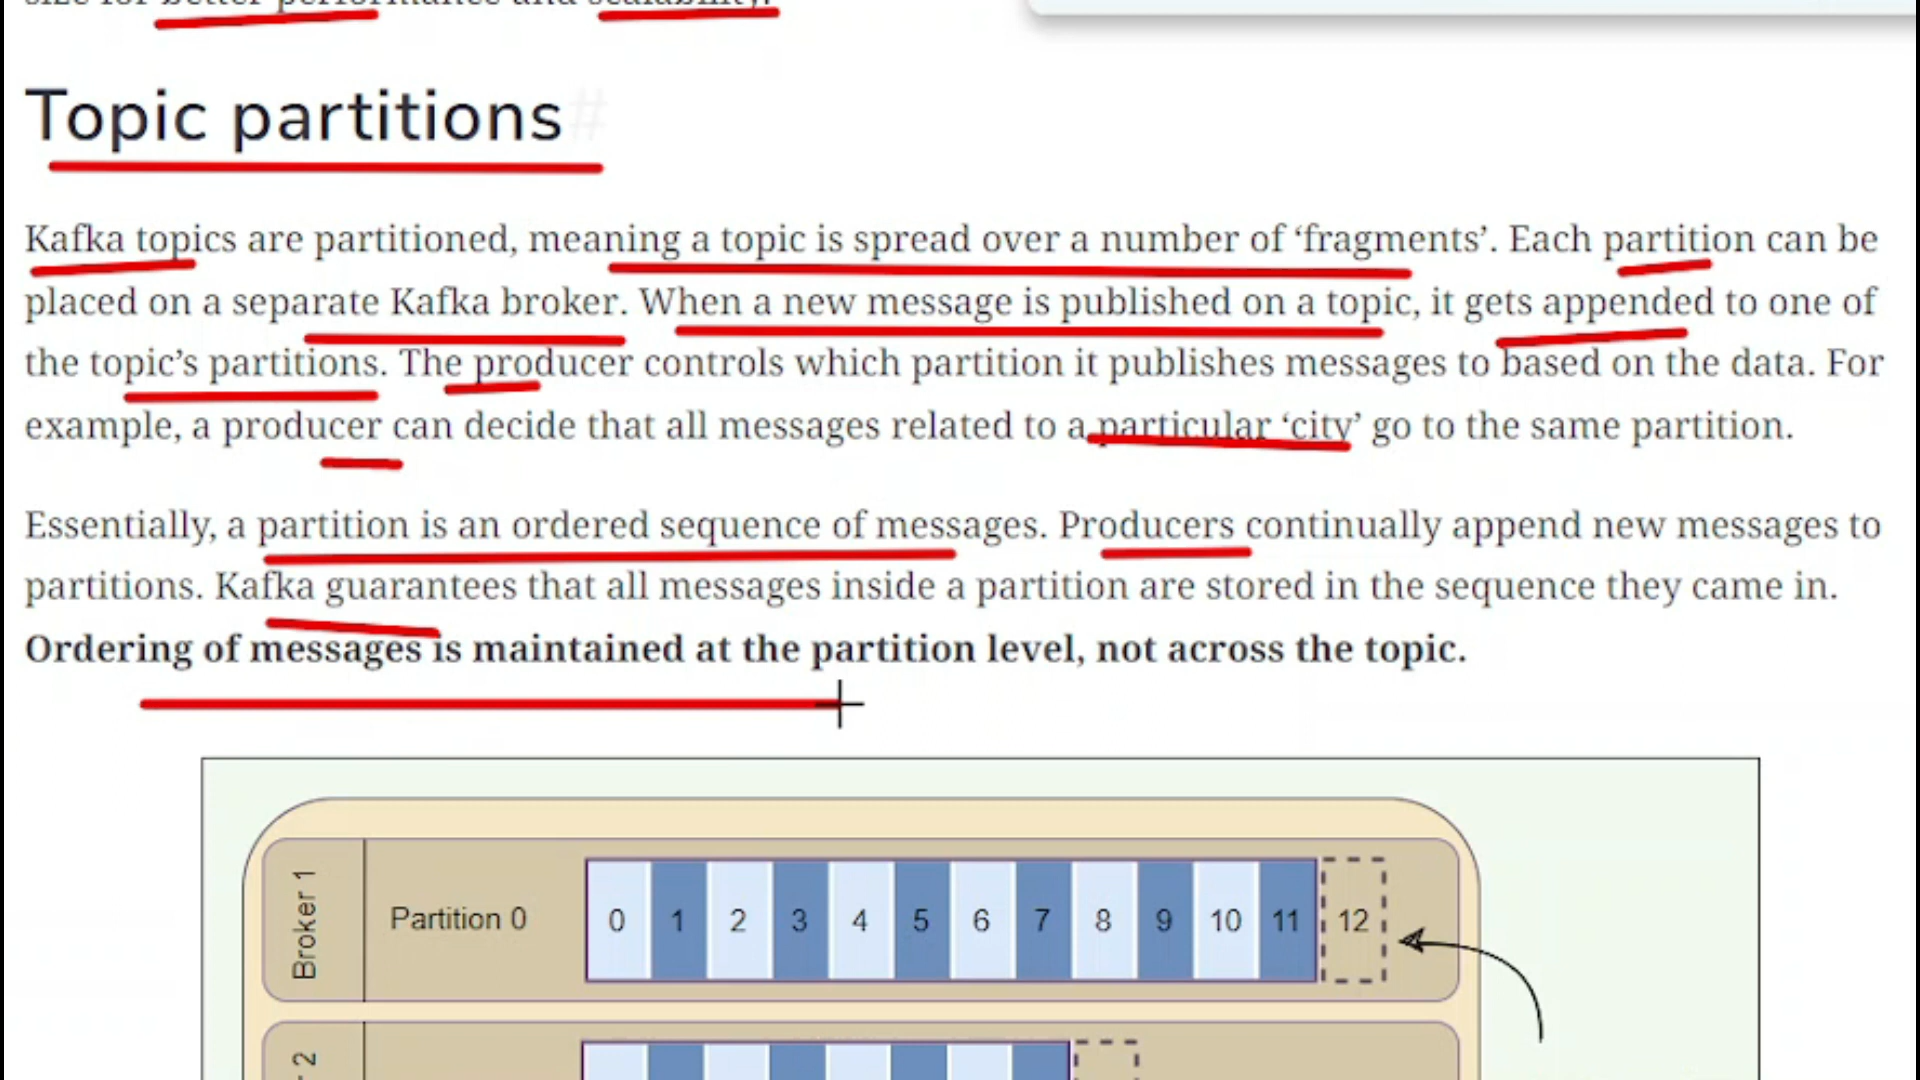 size for better performance and scalability.
Topic partitions#
Kafka topics are partitioned, meaning a topic is spread over a number of ‘fragments’. Each partition can be
placed on a separate Kafka broker. When a new message is published on a topic, it gets appended to one of
the topic’s partitions. The producer controls which partition it publishes messages to based on the data. For
example, a producer can decide that all messages related to a particular ‘city’ go to the same partition.
Essentially, a partition is an ordered sequence of messages. Producers continually append new messages to
partitions. Kafka guarantees that all messages inside a partition are stored in the sequence they came in.
Ordering of messages is maintained at the partition level, not across the topic.
Broker 1
Partition 0
0 1 2 3 4 5 6 7 8 9 10 11 12
r 2